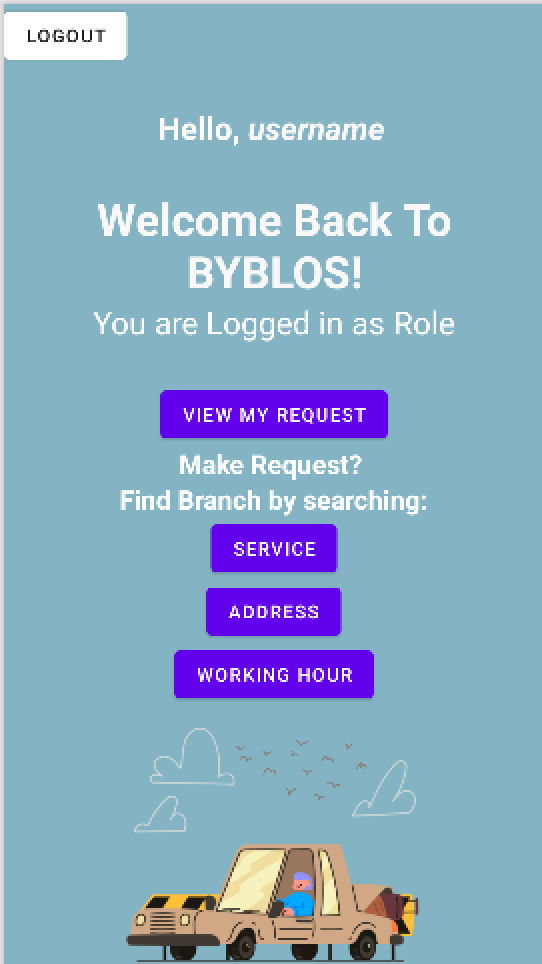 LOGOUT
Hello, username
Welcome Back To
BYBLOS!
You are Logged in as Role
VIEW MY REQUEST
Make Request?
Find Branch by searching:
SERVICE
ADDRESS
WORKING HOUR